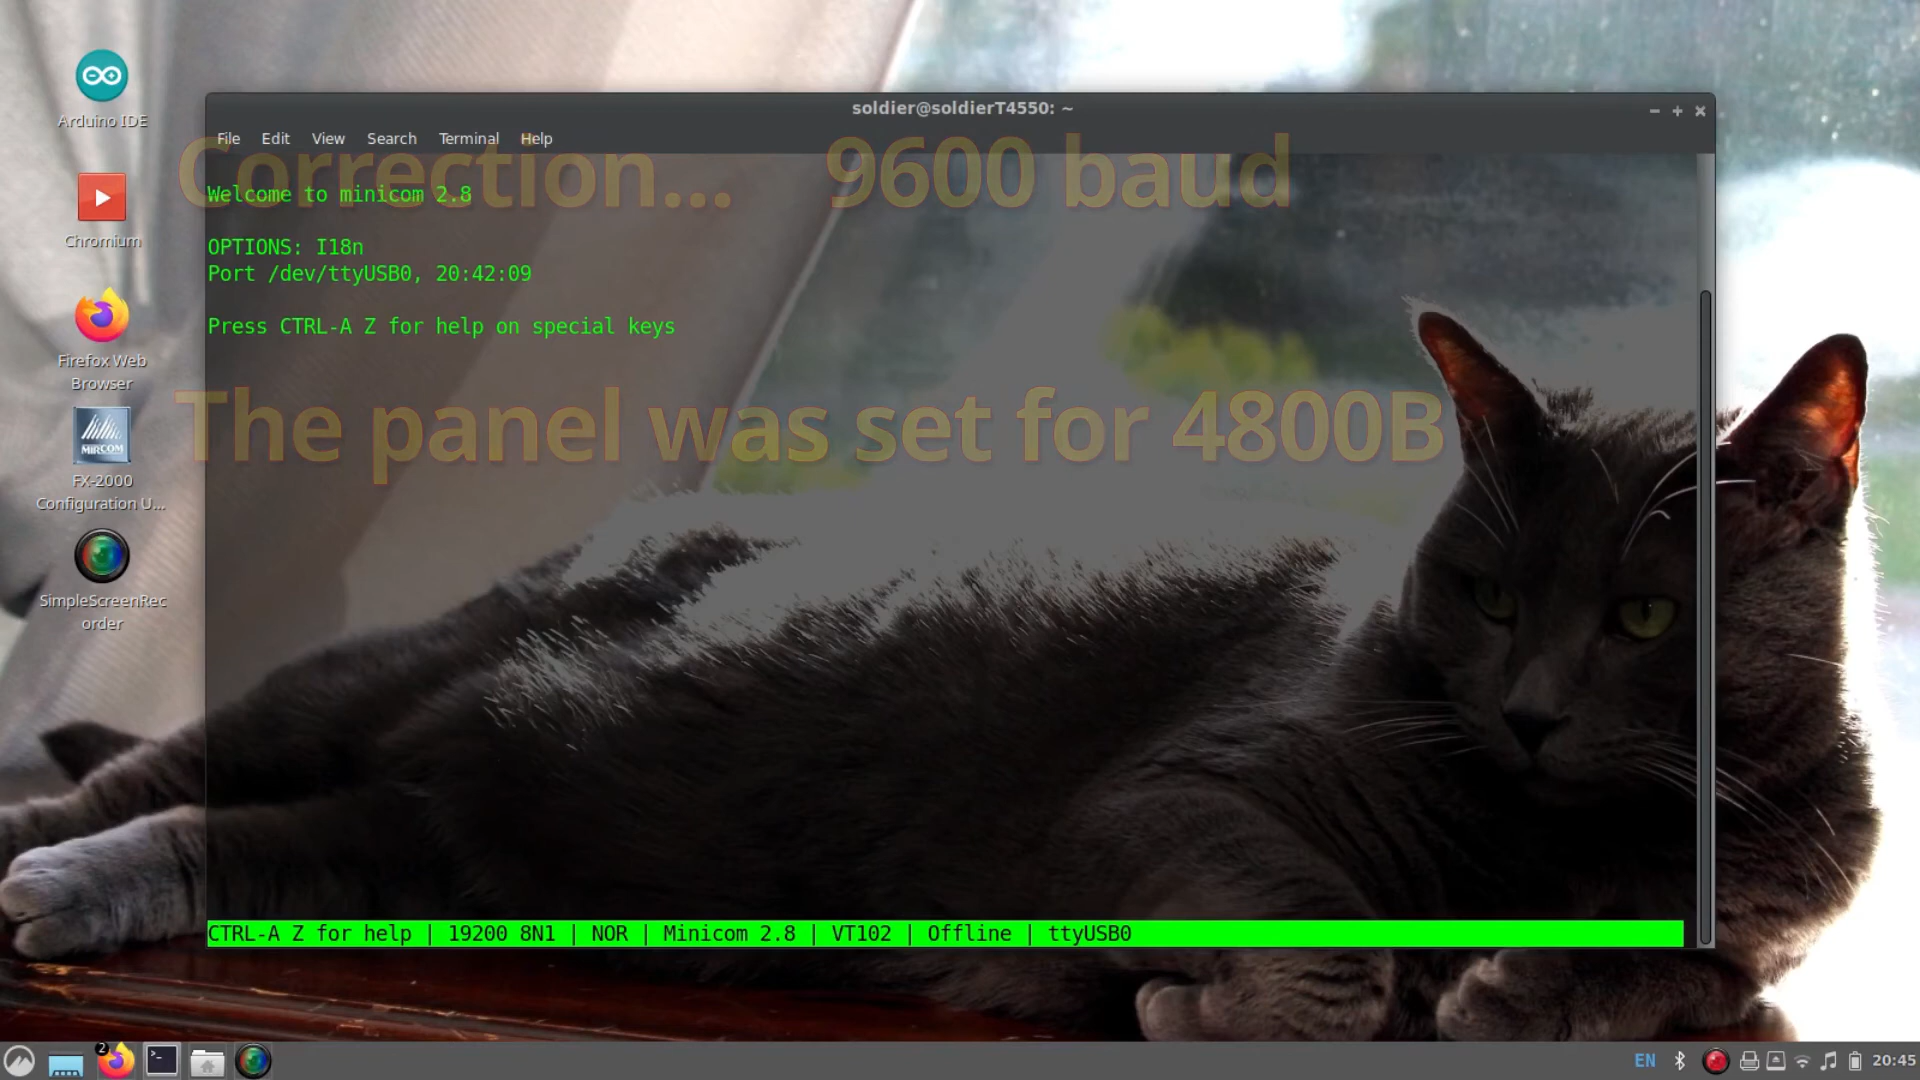 soldier@soldierT4550: ~
File Edit View Search Terminal Help
Correction... 9600 baud
Welcome to minicom 2.8
OPTIONS: I18n
Port /dev/ttyUSB0, 20:42:09
Press CTRL-A Z for help on special keys
The panel was set for 4800B
CTRL-A Z for help | 19200 8N1 | NOR | Minicom 2.8 | VT102 | Offline | ttyUSB0
Arduino IDE
Chromium
Firefox Web
Browser
MIRCOM
FX-2000
Configuration U...
SimpleScreenRec
order
2
EN
20:45